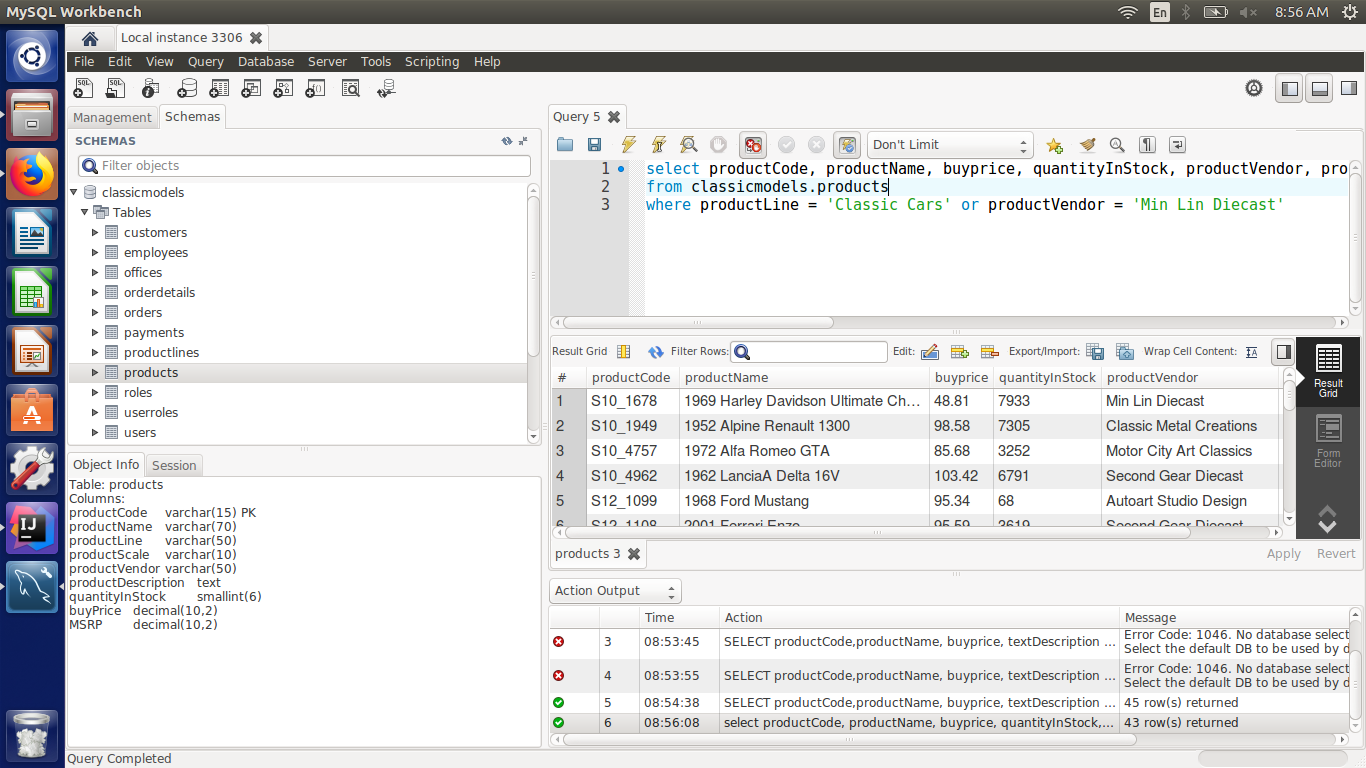 MySQL Workbench
En
8:56 AM
Local instance 3306
File Edit View Query Database Server Tools Scripting Help
Management Schemas
SCHEMAS
Filter objects
classicmodels
Tables
customers
employees
offices
orderdetails
orders
payments
productlines
products
roles
userroles
users
Object Info Session
Table: products
Columns:
productCode varchar(15) PK
productName varchar(70)
productLine varchar(50)
productScale varchar(10)
productVendor varchar(50)
productDescription text
quantityInStock smallint(6)
buyPrice decimal(10,2)
MSRP decimal(10,2)
Query 5
Don't Limit
1 select productCode, productName, buyprice, quantityInStock, productVendor, pro
2 from classicmodels.products
3 where productLine = 'Classic Cars' or productVendor = 'Min Lin Diecast'
Result Grid Filter Rows: Edit: Export/Import: Wrap Cell Content:
# productCode productName buyprice quantityInStock productVendor
1 S10_1678 1969 Harley Davidson Ultimate Ch… 48.81 7933 Min Lin Diecast
2 S10_1949 1952 Alpine Renault 1300 98.58 7305 Classic Metal Creations
3 S10_4757 1972 Alfa Romeo GTA 85.68 3252 Motor City Art Classics
4 S10_4962 1962 LanciaA Delta 16V 103.42 6791 Second Gear Diecast
5 S12_1099 1968 Ford Mustang 95.34 68 Autoart Studio Design
6 S12_1108 2001 Ferrari Enzo 95.59 3619 Second Gear Diecast
Result
Grid
Form
Editor
products 3
Apply Revert
Action Output
Time Action Message
3 08:53:45 SELECT productCode,productName, buyprice, textDescription ... Error Code: 1046. No database select
Select the default DB to be used by d
4 08:53:55 SELECT productCode,productName, buyprice, textDescription ... Error Code: 1046. No database select
Select the default DB to be used by d
5 08:54:38 SELECT productCode,productName, buyprice, textDescription ... 45 row(s) returned
6 08:56:08 select productCode, productName, buyprice, quantityInStock,... 43 row(s) returned
Query Completed